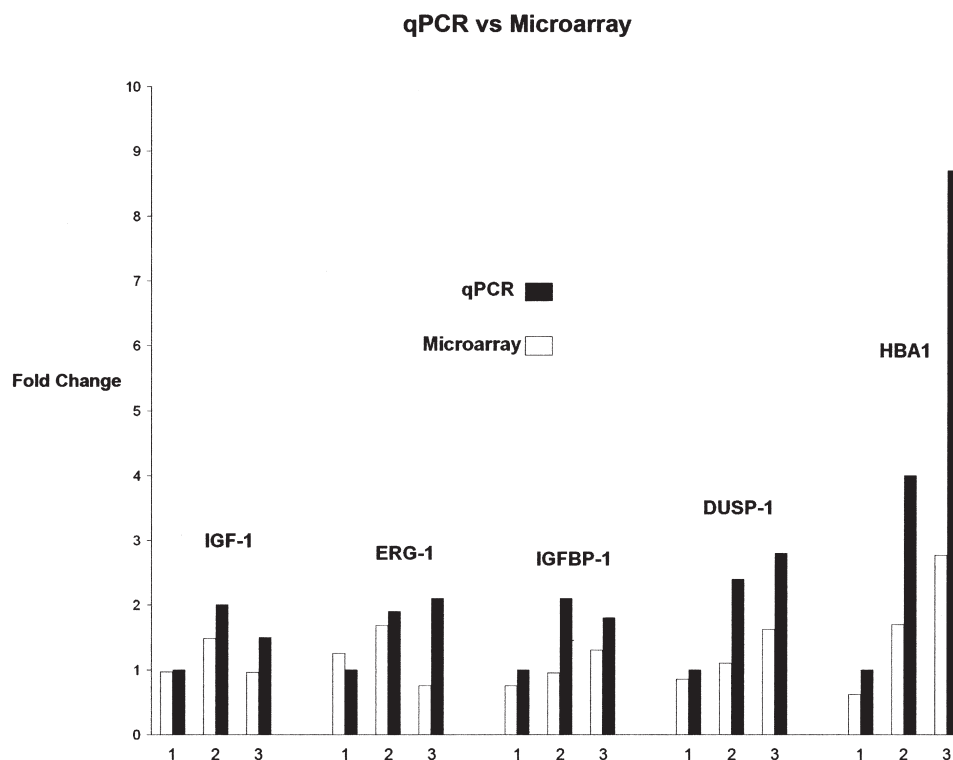 qPCR vs Microarray
10
9
8
7
6
5
4
3
2
1
0
Fold Change
qPCR
Microarray
IGF-1
ERG-1
IGFBP-1
DUSP-1
HBA1
1 2 3 1 2 3 1 2 3 1 2 3 1 2 3